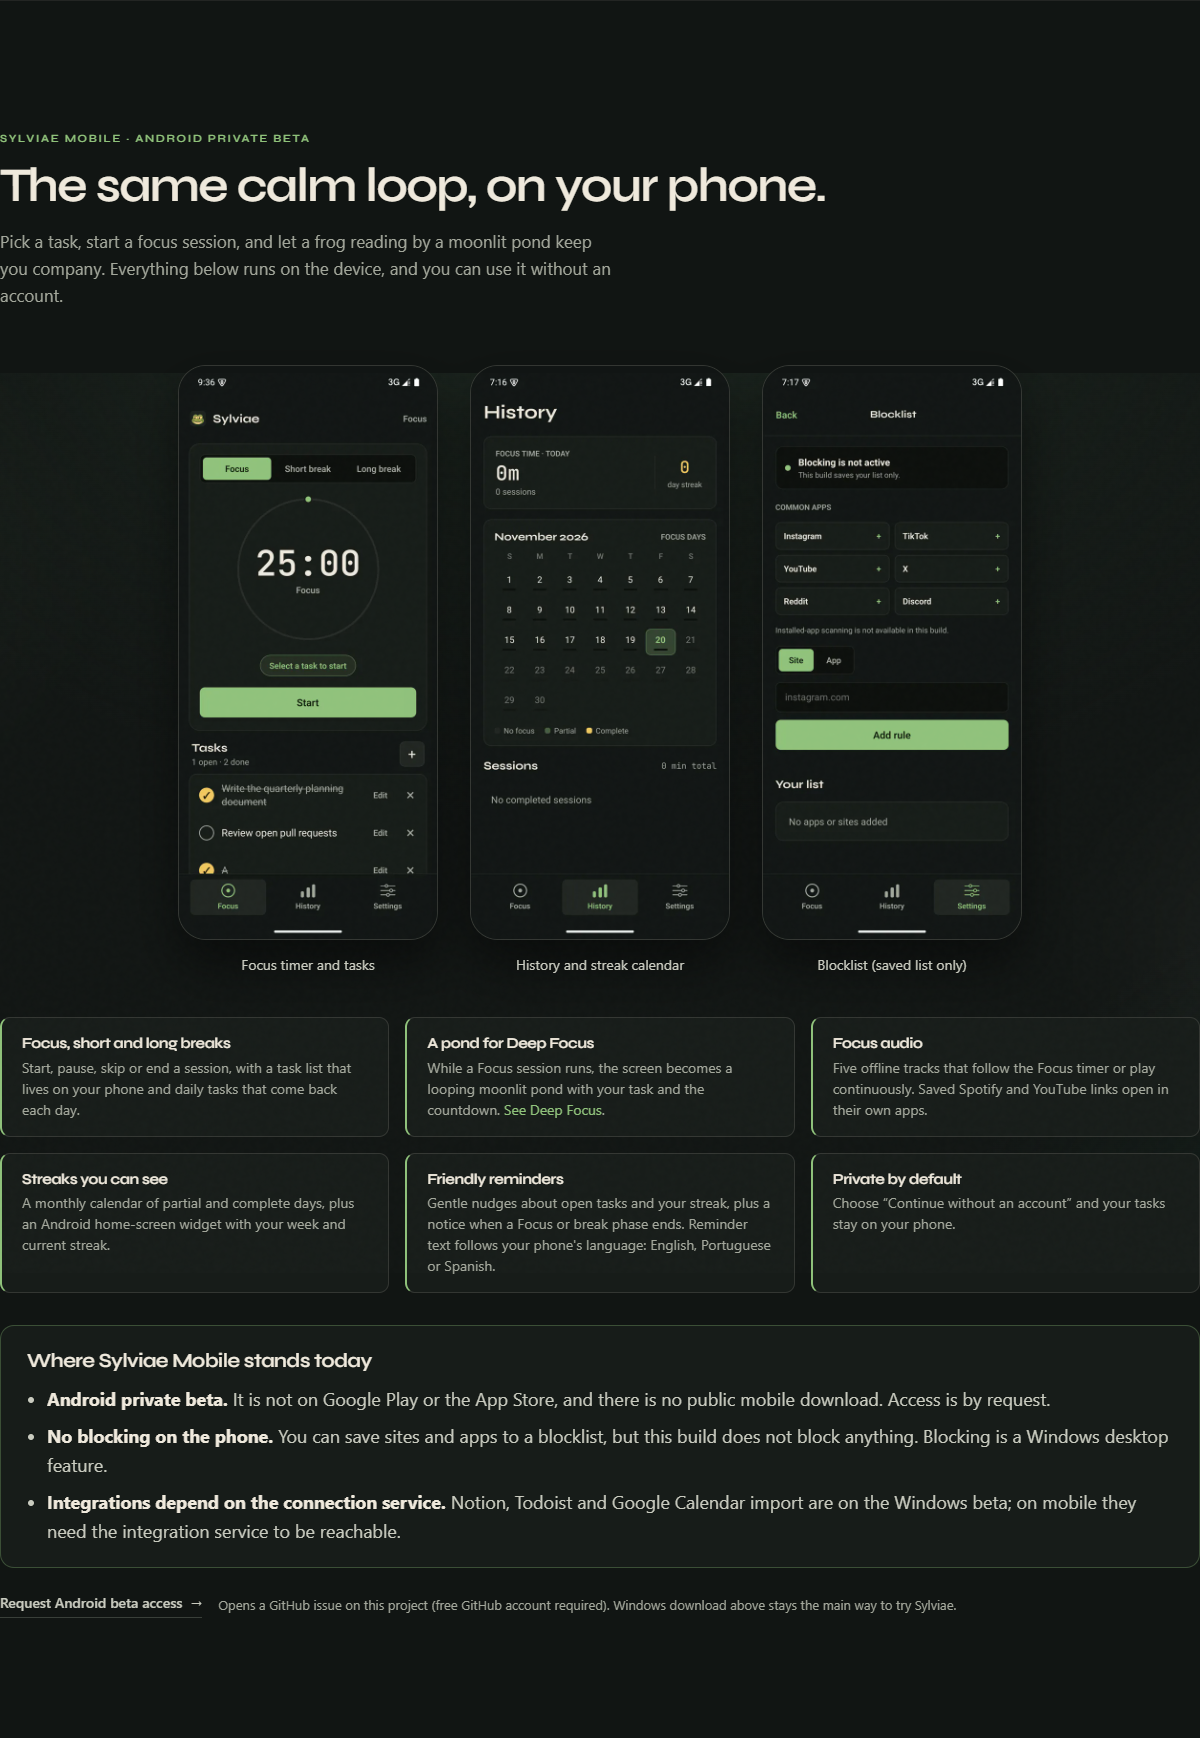 SYLVIAE MOBILE · ANDROID PRIVATE BETA
The same calm loop, on your phone.
Pick a task, start a focus session, and let a frog reading by a moonlit pond keep
you company. Everything below runs on the device, and you can use it without an
account.
9:36 3G
Sylviae Focus
Focus Short break Long break
25:00
Focus
Select a task to start
Start
Tasks
1 open · 2 done
+
Write the quarterly planning
document Edit ×
Review open pull requests Edit ×
A Edit ×
Focus History Settings
Focus timer and tasks
7:16 3G
History
FOCUS TIME · TODAY
0m
0 sessions
0
day streak
November 2026 FOCUS DAYS
S M T W T F S
1 2 3 4 5 6 7
8 9 10 11 12 13 14
15 16 17 18 19 20 21
22 23 24 25 26 27 28
29 30
No focus Partial Complete
Sessions 0 min total
No completed sessions
Focus History Settings
History and streak calendar
7:17 3G
Back Blocklist
Blocking is not active
This build saves your list only.
COMMON APPS
Instagram + TikTok +
YouTube + X +
Reddit + Discord +
Installed-app scanning is not available in this build.
Site App
instagram.com
Add rule
Your list
No apps or sites added
Focus History Settings
Blocklist (saved list only)
Focus, short and long breaks
Start, pause, skip or end a session, with a task list that
lives on your phone and daily tasks that come back
each day.
A pond for Deep Focus
While a Focus session runs, the screen becomes a
looping moonlit pond with your task and the
countdown. See Deep Focus.
Focus audio
Five offline tracks that follow the Focus timer or play
continuously. Saved Spotify and YouTube links open in
their own apps.
Streaks you can see
A monthly calendar of partial and complete days, plus
an Android home-screen widget with your week and
current streak.
Friendly reminders
Gentle nudges about open tasks and your streak, plus a
notice when a Focus or break phase ends. Reminder
text follows your phone's language: English, Portuguese
or Spanish.
Private by default
Choose “Continue without an account” and your tasks
stay on your phone.
Where Sylviae Mobile stands today
• Android private beta. It is not on Google Play or the App Store, and there is no public mobile download. Access is by request.
• No blocking on the phone. You can save sites and apps to a blocklist, but this build does not block anything. Blocking is a Windows desktop
feature.
• Integrations depend on the connection service. Notion, Todoist and Google Calendar import are on the Windows beta; on mobile they
need the integration service to be reachable.
Request Android beta access → Opens a GitHub issue on this project (free GitHub account required). Windows download above stays the main way to try Sylviae.